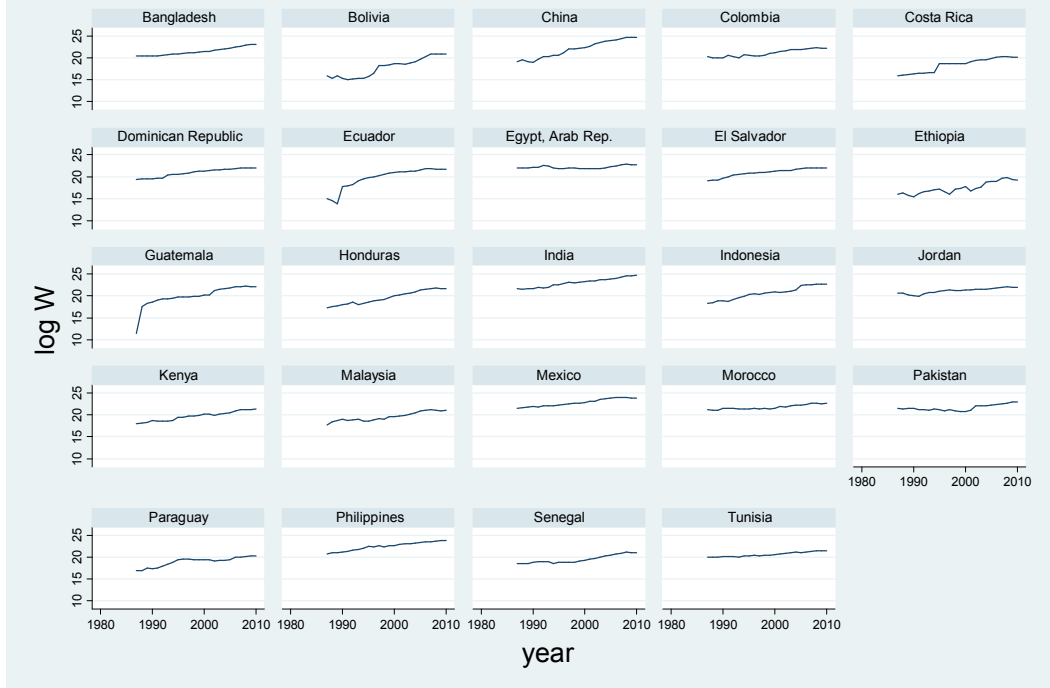 Bangladesh Bolivia China Colombia Costa Rica
25
20
15
10
Dominican Republic Ecuador Egypt, Arab Rep. El Salvador Ethiopia
25
20
15
10
Guatemala Honduras India Indonesia Jordan
25
20
15
10
log W
Kenya Malaysia Mexico Morocco Pakistan
25
20
15
10
1980 1990 2000 2010
Paraguay Philippines Senegal Tunisia
25
20
15
10
1980 1990 2000 2010 1980 1990 2000 2010 1980 1990 2000 2010 1980 1990 2000 2010
year